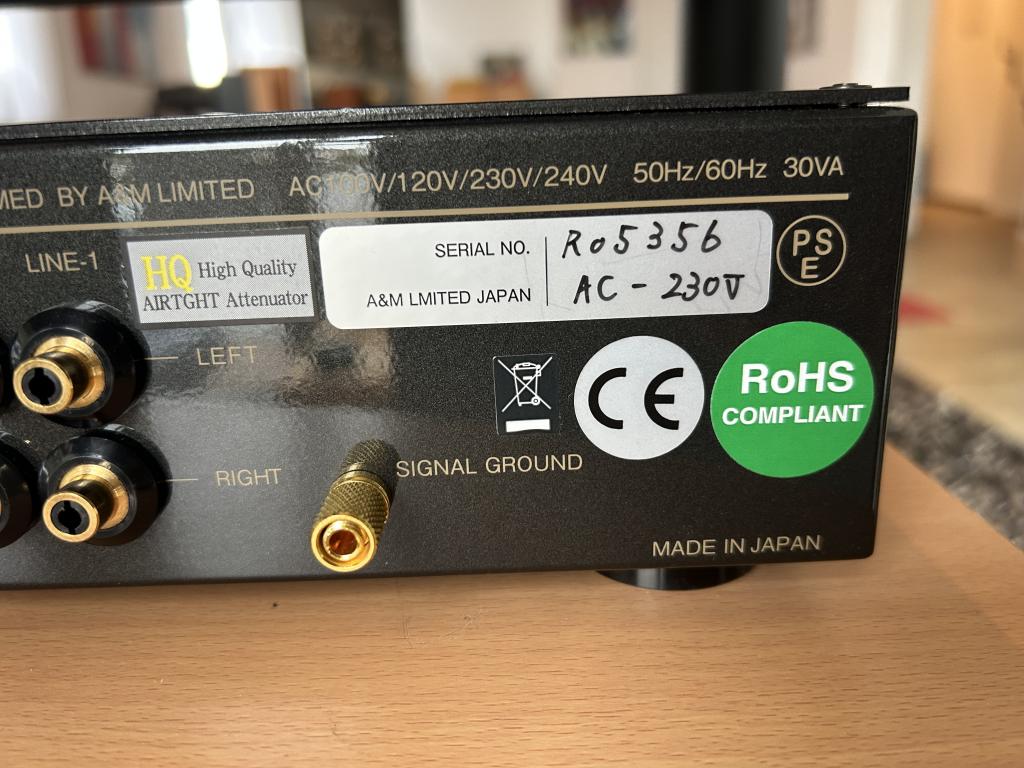 MED BY A&M LIMITED AC100V/120V/230V/240V 50Hz/60Hz 30VA
LINE-1
HQ High Quality
AIRTGHT Attenuator
SERIAL NO. R05356
A&M LMITED JAPAN AC-230V
PS
E
LEFT
CE
RoHS
COMPLIANT
RIGHT
SIGNAL GROUND
MADE IN JAPAN